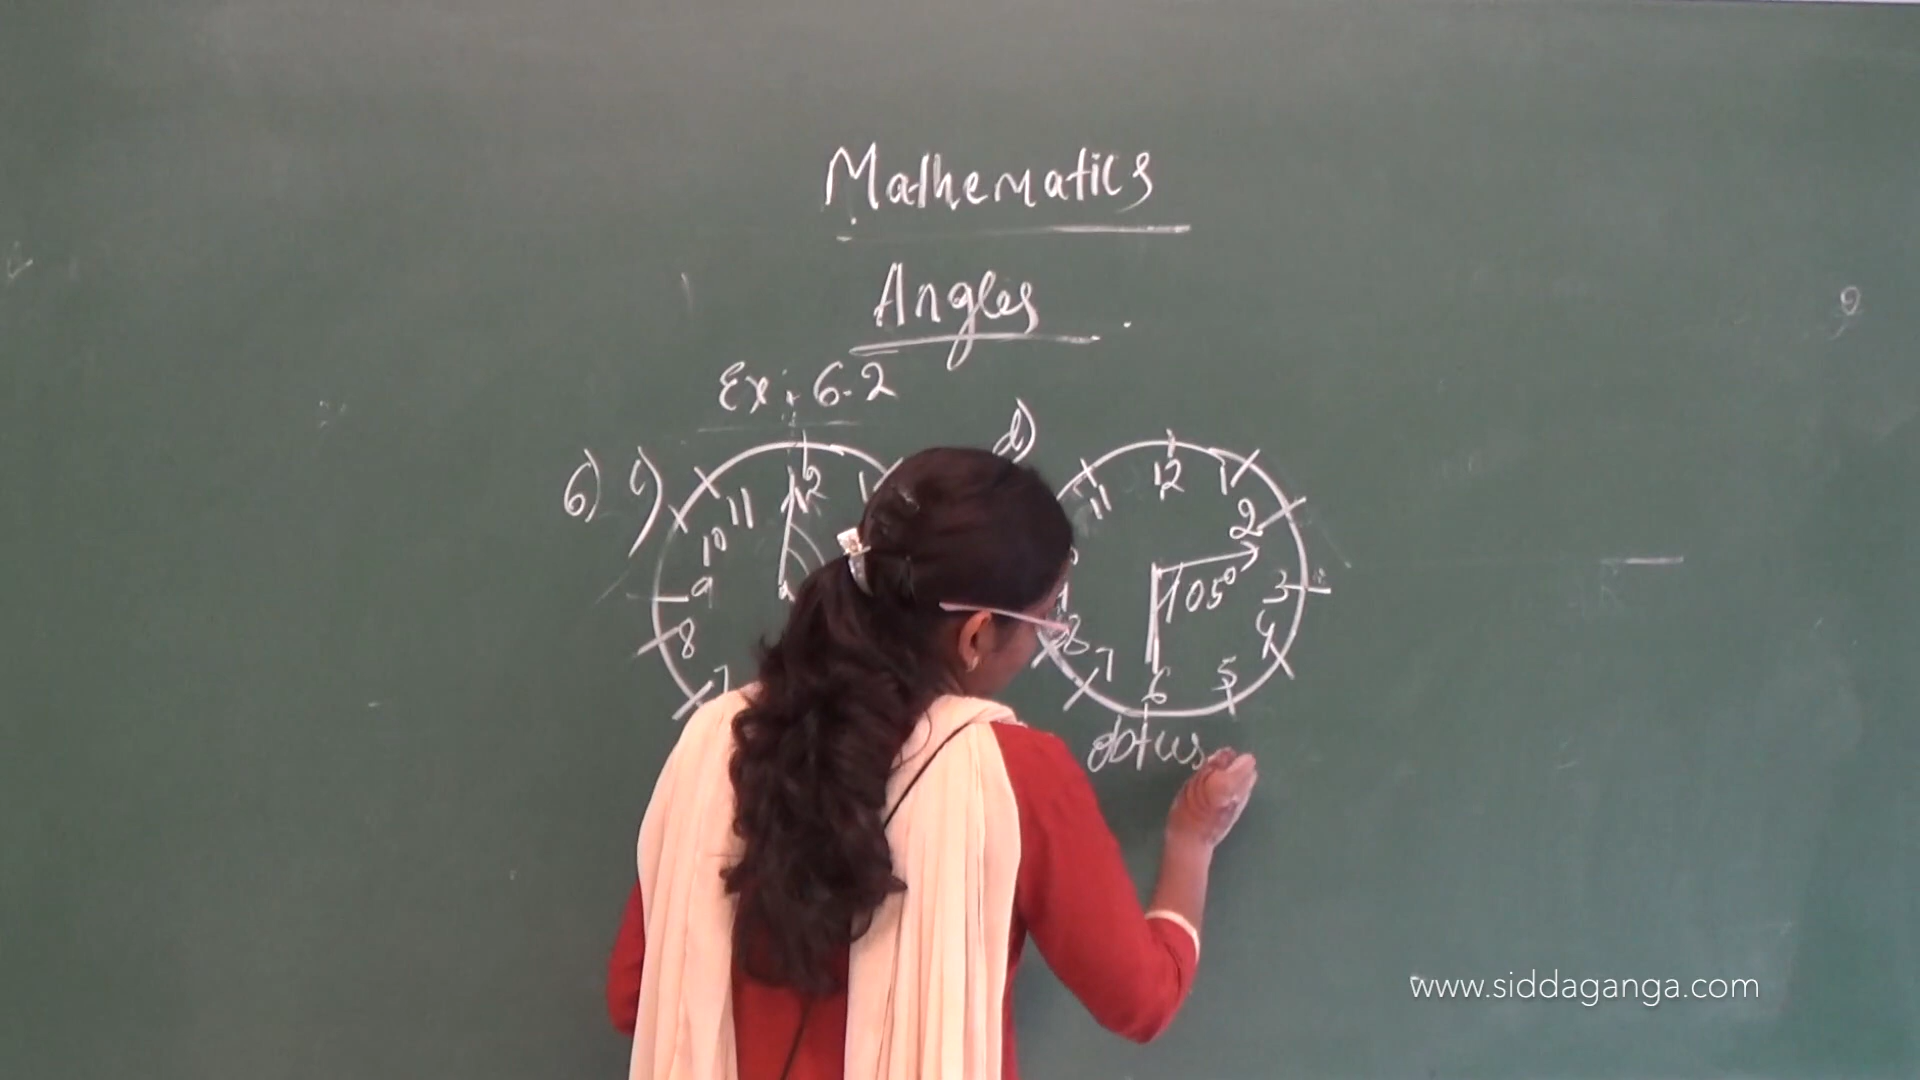 Mathematics
Angles
Ex: 6.2
6) c) d)
12 1 11 10 9 8 7
12 1 2 3 4 5 6 7 8 11
105°
obtus
www.siddaganga.com